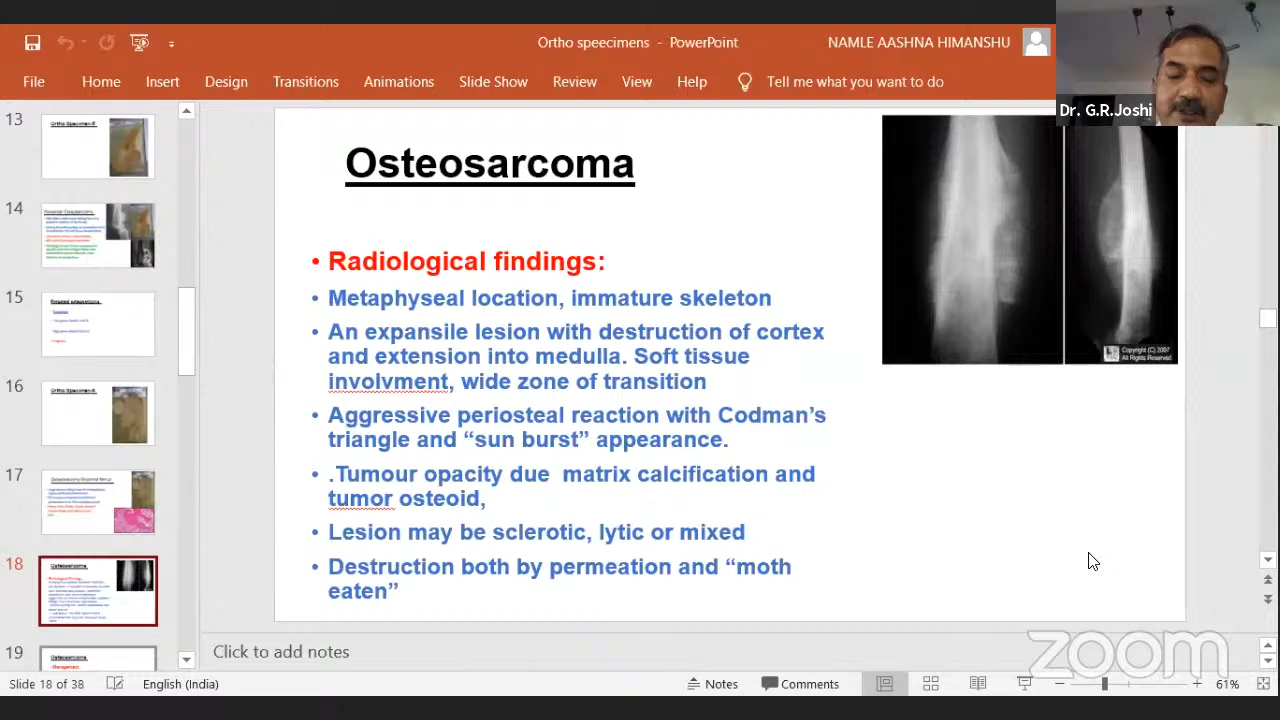 Ortho speecimens - PowerPoint
NAMLE AASHNA HIMANSHU
File Home Insert Design Transitions Animations Slide Show Review View Help Tell me what you want to do
Dr. G.R.Joshi
13
14
15
16
17
18
19
Osteosarcoma
• Radiological findings:
• Metaphyseal location, immature skeleton
• An expansile lesion with destruction of cortex
and extension into medulla. Soft tissue
involvment, wide zone of transition
• Aggressive periosteal reaction with Codman’s
triangle and “sun burst” appearance.
• .Tumour opacity due matrix calcification and
tumor osteoid,
• Lesion may be sclerotic, lytic or mixed
• Destruction both by permeation and “moth
eaten”
Copyright (C) 2007
All Rights Reserved
Click to add notes
zoom
Slide 18 of 38 English (India) Notes Comments 61%